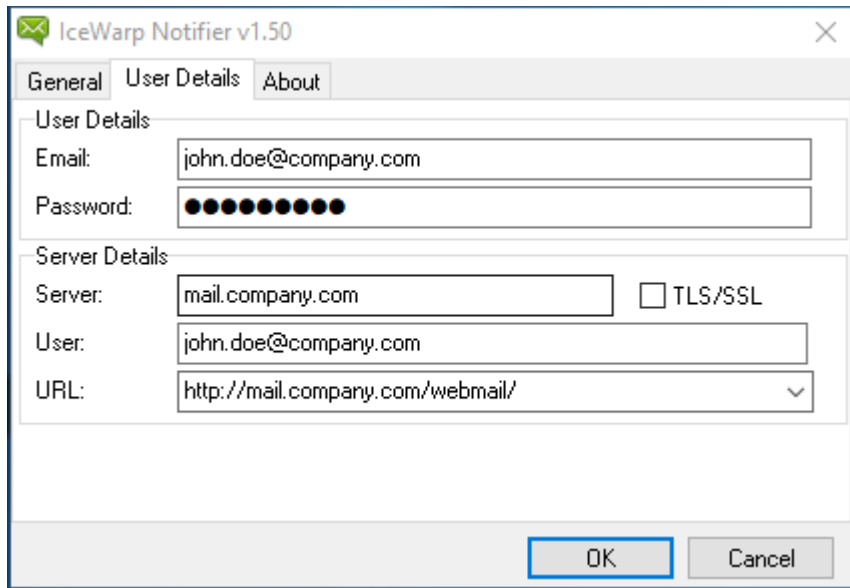 IceWarp Notifier v1.50
General User Details About
User Details
Email: john.doe@company.com
Password: ●●●●●●●●●
Server Details
Server: mail.company.com TLS/SSL
User: john.doe@company.com
URL: http://mail.company.com/webmail/
OK Cancel